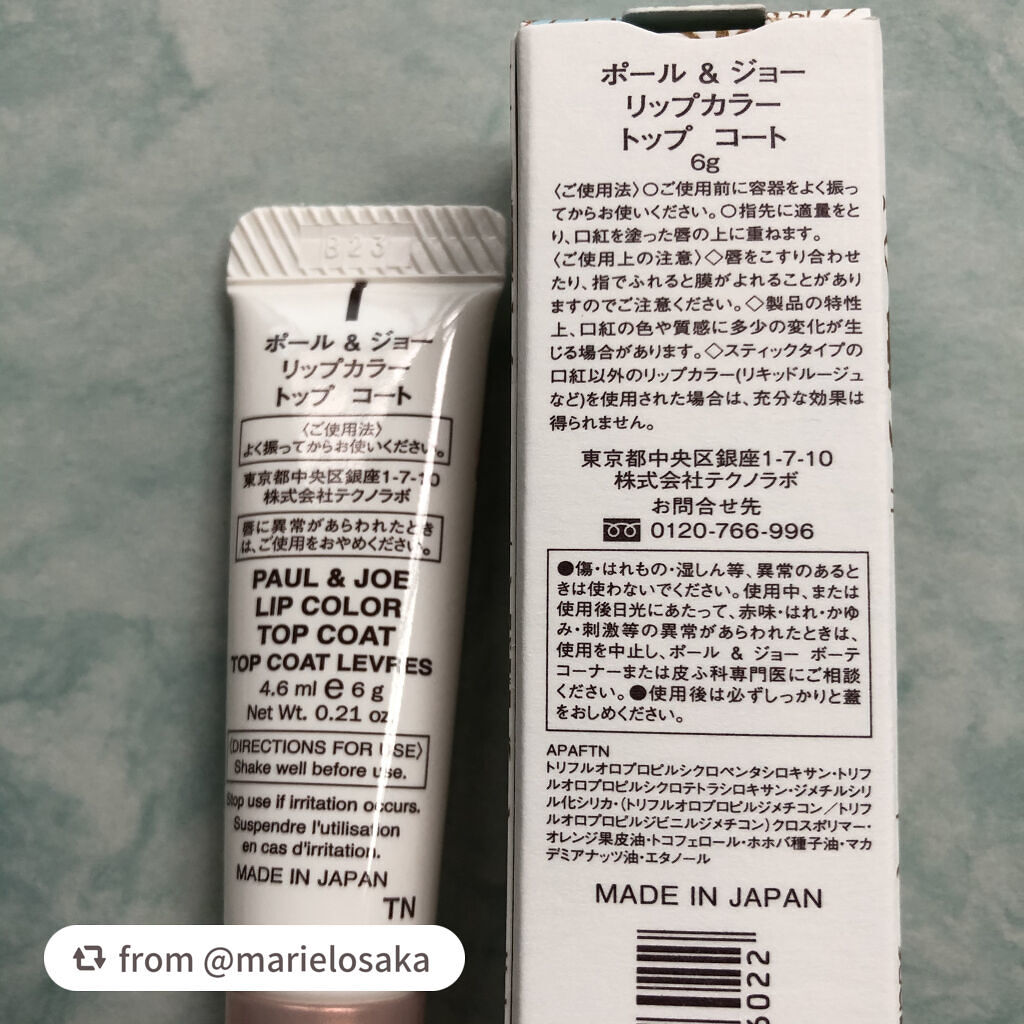 B23
ポール & ジョー
リップカラー
トップ コート
〈ご使用法〉
よく振ってからお使いください。
東京都中央区銀座1-7-10
株式会社テクノラボ
唇に異常があらわれたとき
は、ご使用をおやめください。
PAUL & JOE
LIP COLOR
TOP COAT
TOP COAT LEVRES
4.6 ml ℮ 6 g
Net Wt. 0.21 oz.
〈DIRECTIONS FOR USE〉
Shake well before use.
Stop use if irritation occurs.
Suspendre l'utilisation
en cas d'irritation.
MADE IN JAPAN
TN
ポール & ジョー
リップカラー
トップ コート
6g
〈ご使用法〉○ご使用前に容器をよく振っ
てからお使いください。○指先に適量をと
り、口紅を塗った唇の上に重ねます。
〈ご使用上の注意〉◇唇をこすり合わせ
たり、指でふれると膜がよれることがあり
ますのでご注意ください。◇製品の特性
上、口紅の色や質感に多少の変化が生
じる場合があります。◇スティックタイプの
口紅以外のリップカラー(リキッドルージュ
など)を使用された場合は、充分な効果は
得られません。
東京都中央区銀座1-7-10
株式会社テクノラボ
お問合せ先
0120-766-996
●傷・はれもの・湿しん等、異常のあると
きは使わないでください。使用中、または
使用後日光にあたって、赤味・はれ・かゆ
み・刺激等の異常があらわれたときは、
使用を中止し、ポール & ジョー ボーテ
コーナーまたは皮ふ科専門医にご相談
ください。●使用後は必ずしっかりと蓋
をおしめください。
APAFTN
トリフルオロプロピルシクロペンタシロキサン・トリフ
ルオロプロピルシクロテトラシロキサン・ジメチルシリ
ル化シリカ・(トリフルオロプロピルジメチコン／トリフ
ルオロプロピルジビニルジメチコン)クロスポリマー・
オレンジ果皮油・トコフェロール・ホホバ種子油・マカ
デミアナッツ油・エタノール
MADE IN JAPAN
6022
from @marielosaka